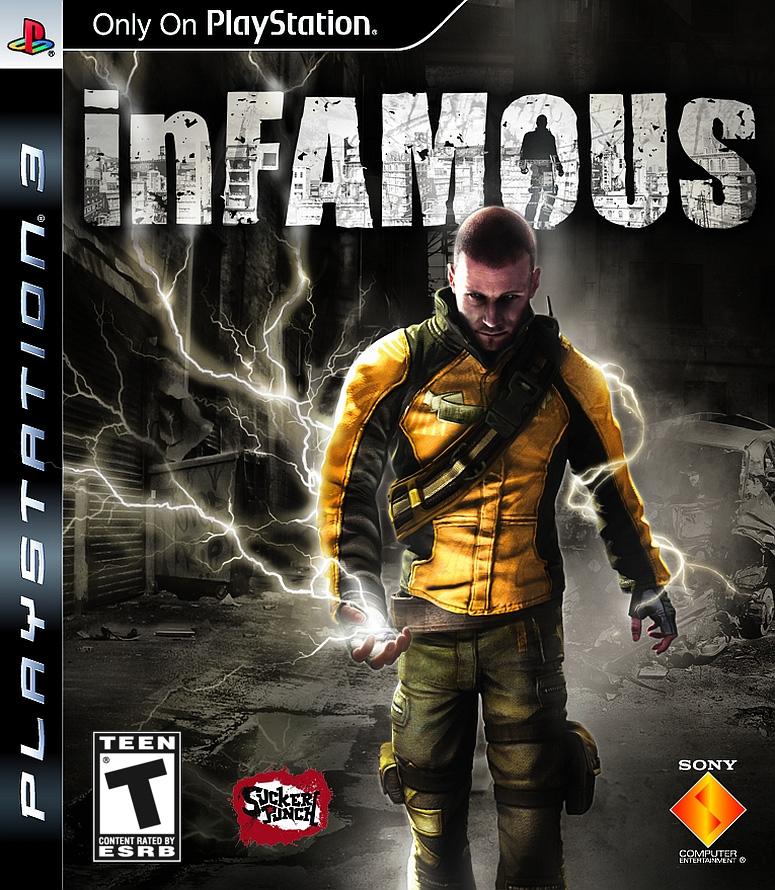 Only On PlayStation®
inFAMOUS
PLAYSTATION®3
TEEN
®
T
CONTENT RATED BY
ESRB
SUCKER
PUNCH
SONY
COMPUTER
ENTERTAINMENT®